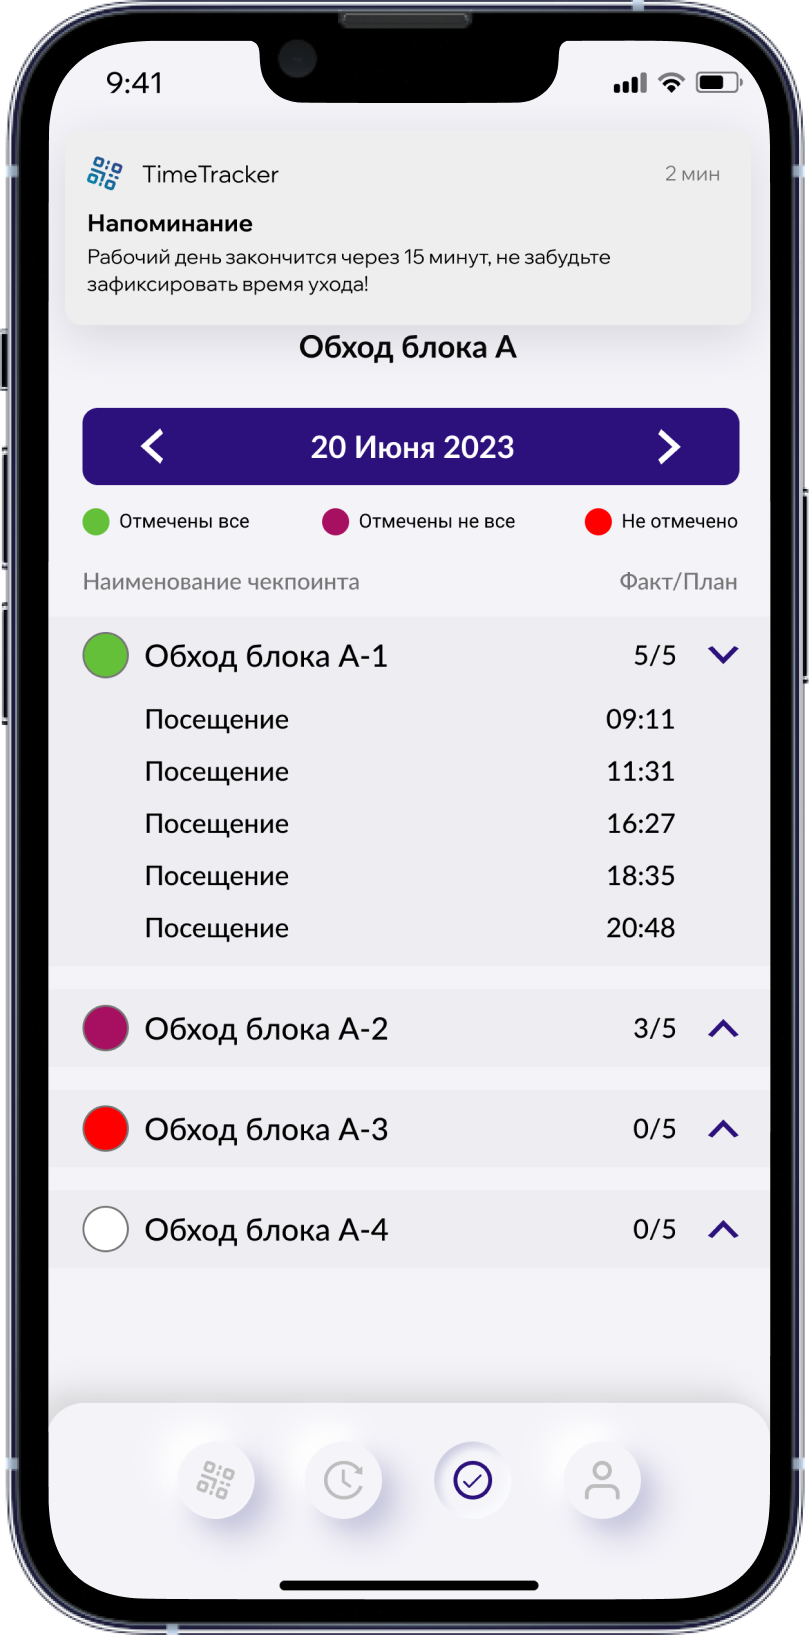 9:41
TimeTracker 2 мин
Напоминание
Рабочий день закончится через 15 минут, не забудьте
зафиксировать время ухода!
Обход блока А
20 Июня 2023
Отмечены все Отмечены не все Не отмечено
Наименование чекпоинта Факт/План
Обход блока А-1 5/5
Посещение 09:11
Посещение 11:31
Посещение 16:27
Посещение 18:35
Посещение 20:48
Обход блока А-2 3/5
Обход блока А-3 0/5
Обход блока А-4 0/5